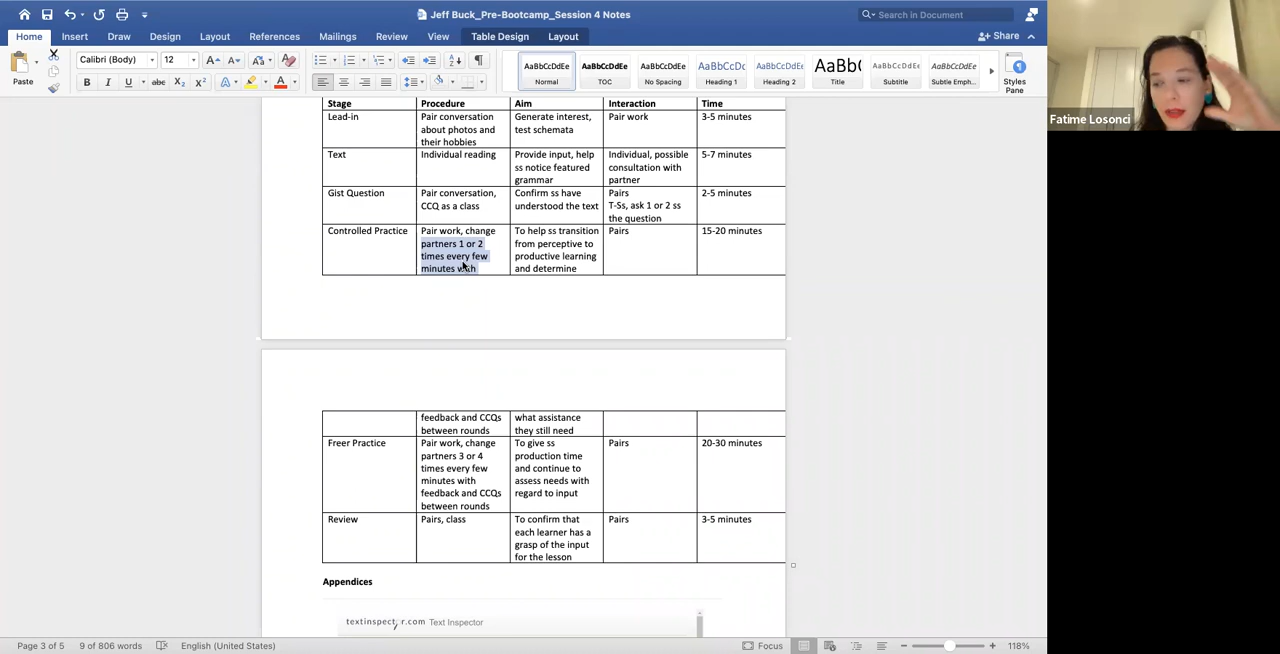 Jeff Buck_Pre-Bootcamp_Session 4 Notes
Search in Document
Home Insert Draw Design Layout References Mailings Review View Table Design Layout
Share
Paste
Calibri (Body) 12
AaBbCcDdEe AaBbCcDdEe AaBbCcDdEe AaBbCcDc AaBbCcDdEe AaBb( AaBbCcDdEe AaBbCcDdEe
Normal TOC No Spacing Heading 1 Heading 2 Title Subtitle Subtle Emph...
Styles
Pane
Fatime Losonci
Stage Procedure Aim Interaction Time
Lead-in Pair conversation Generate interest, Pair work 3-5 minutes
about photos and test schemata
their hobbies
Text Individual reading Provide input, help Individual, possible 5-7 minutes
ss notice featured consultation with
grammar partner
Gist Question Pair conversation, Confirm ss have Pairs 2-5 minutes
CCQ as a class understood the text T-Ss, ask 1 or 2 ss
the question
Controlled Practice Pair work, change To help ss transition Pairs 15-20 minutes
partners 1 or 2 from perceptive to
times every few productive learning
minutes with and determine
feedback and CCQs what assistance
between rounds they still need
Freer Practice Pair work, change To give ss Pairs 20-30 minutes
partners 3 or 4 production time
times every few and continue to
minutes with assess needs with
feedback and CCQs regard to input
between rounds
Review Pairs, class To confirm that Pairs 3-5 minutes
each learner has a
grasp of the input
for the lesson
Appendices
textinspector.com Text Inspector
Page 3 of 5 9 of 806 words English (United States) Focus 118%